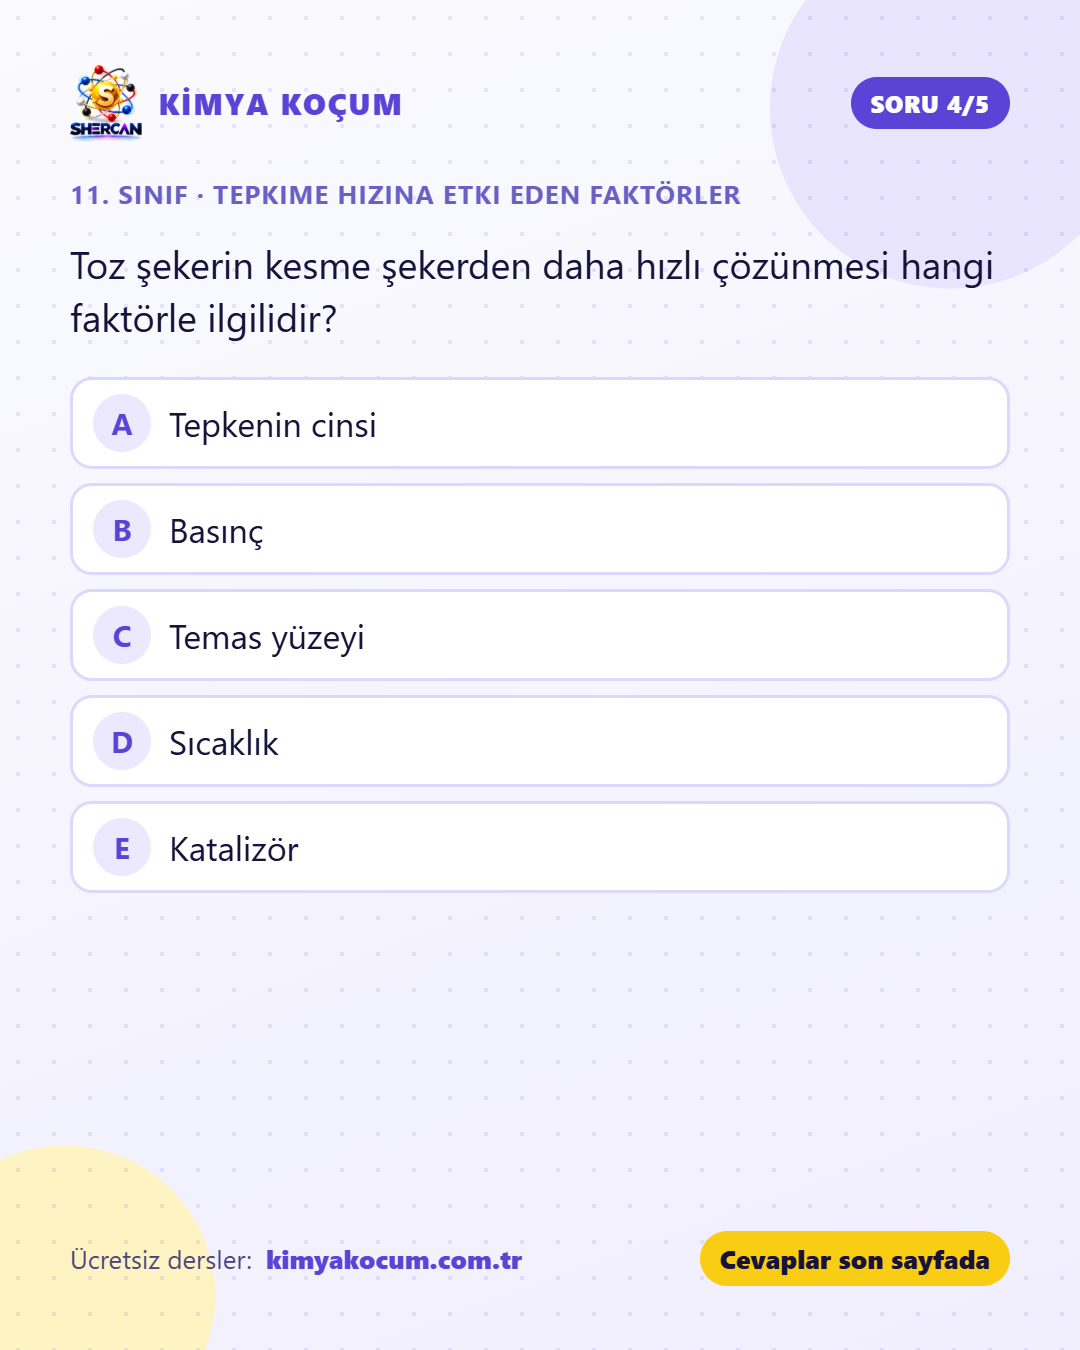 SHERCAN
KİMYA KOÇUM
SORU 4/5
11. SINIF · TEPKIME HIZINA ETKI EDEN FAKTÖRLER
Toz şekerin kesme şekerden daha hızlı çözünmesi hangi
faktörle ilgilidir?
A Tepkenin cinsi
B Basınç
C Temas yüzeyi
D Sıcaklık
E Katalizör
Ücretsiz dersler: kimyakocum.com.tr
Cevaplar son sayfada